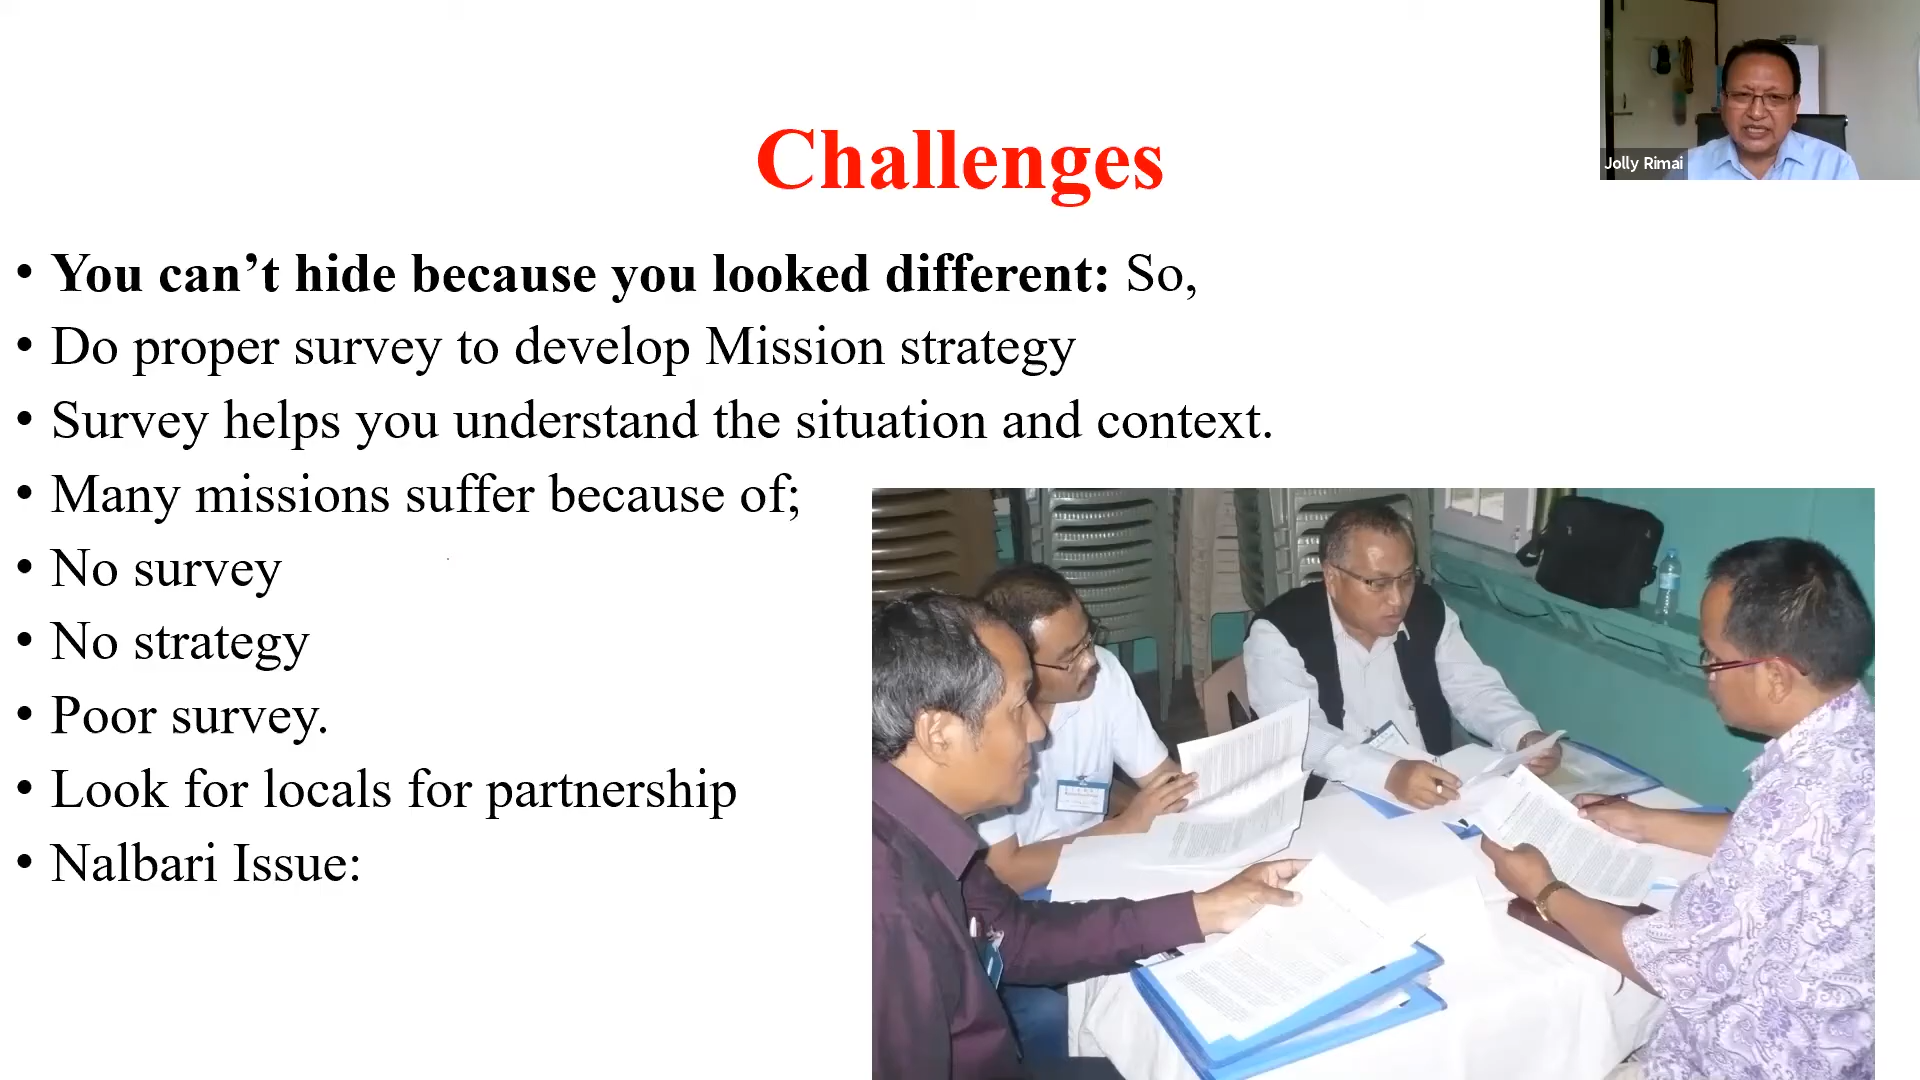 Challenges
Jolly Rimai
• You can’t hide because you looked different: So,
• Do proper survey to develop Mission strategy
• Survey helps you understand the situation and context.
• Many missions suffer because of;
• No survey
• No strategy
• Poor survey.
• Look for locals for partnership
• Nalbari Issue: